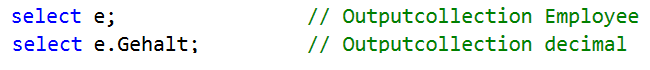 select e;                // Outputcollection Employee
select e.Gehalt;         // Outputcollection decimal